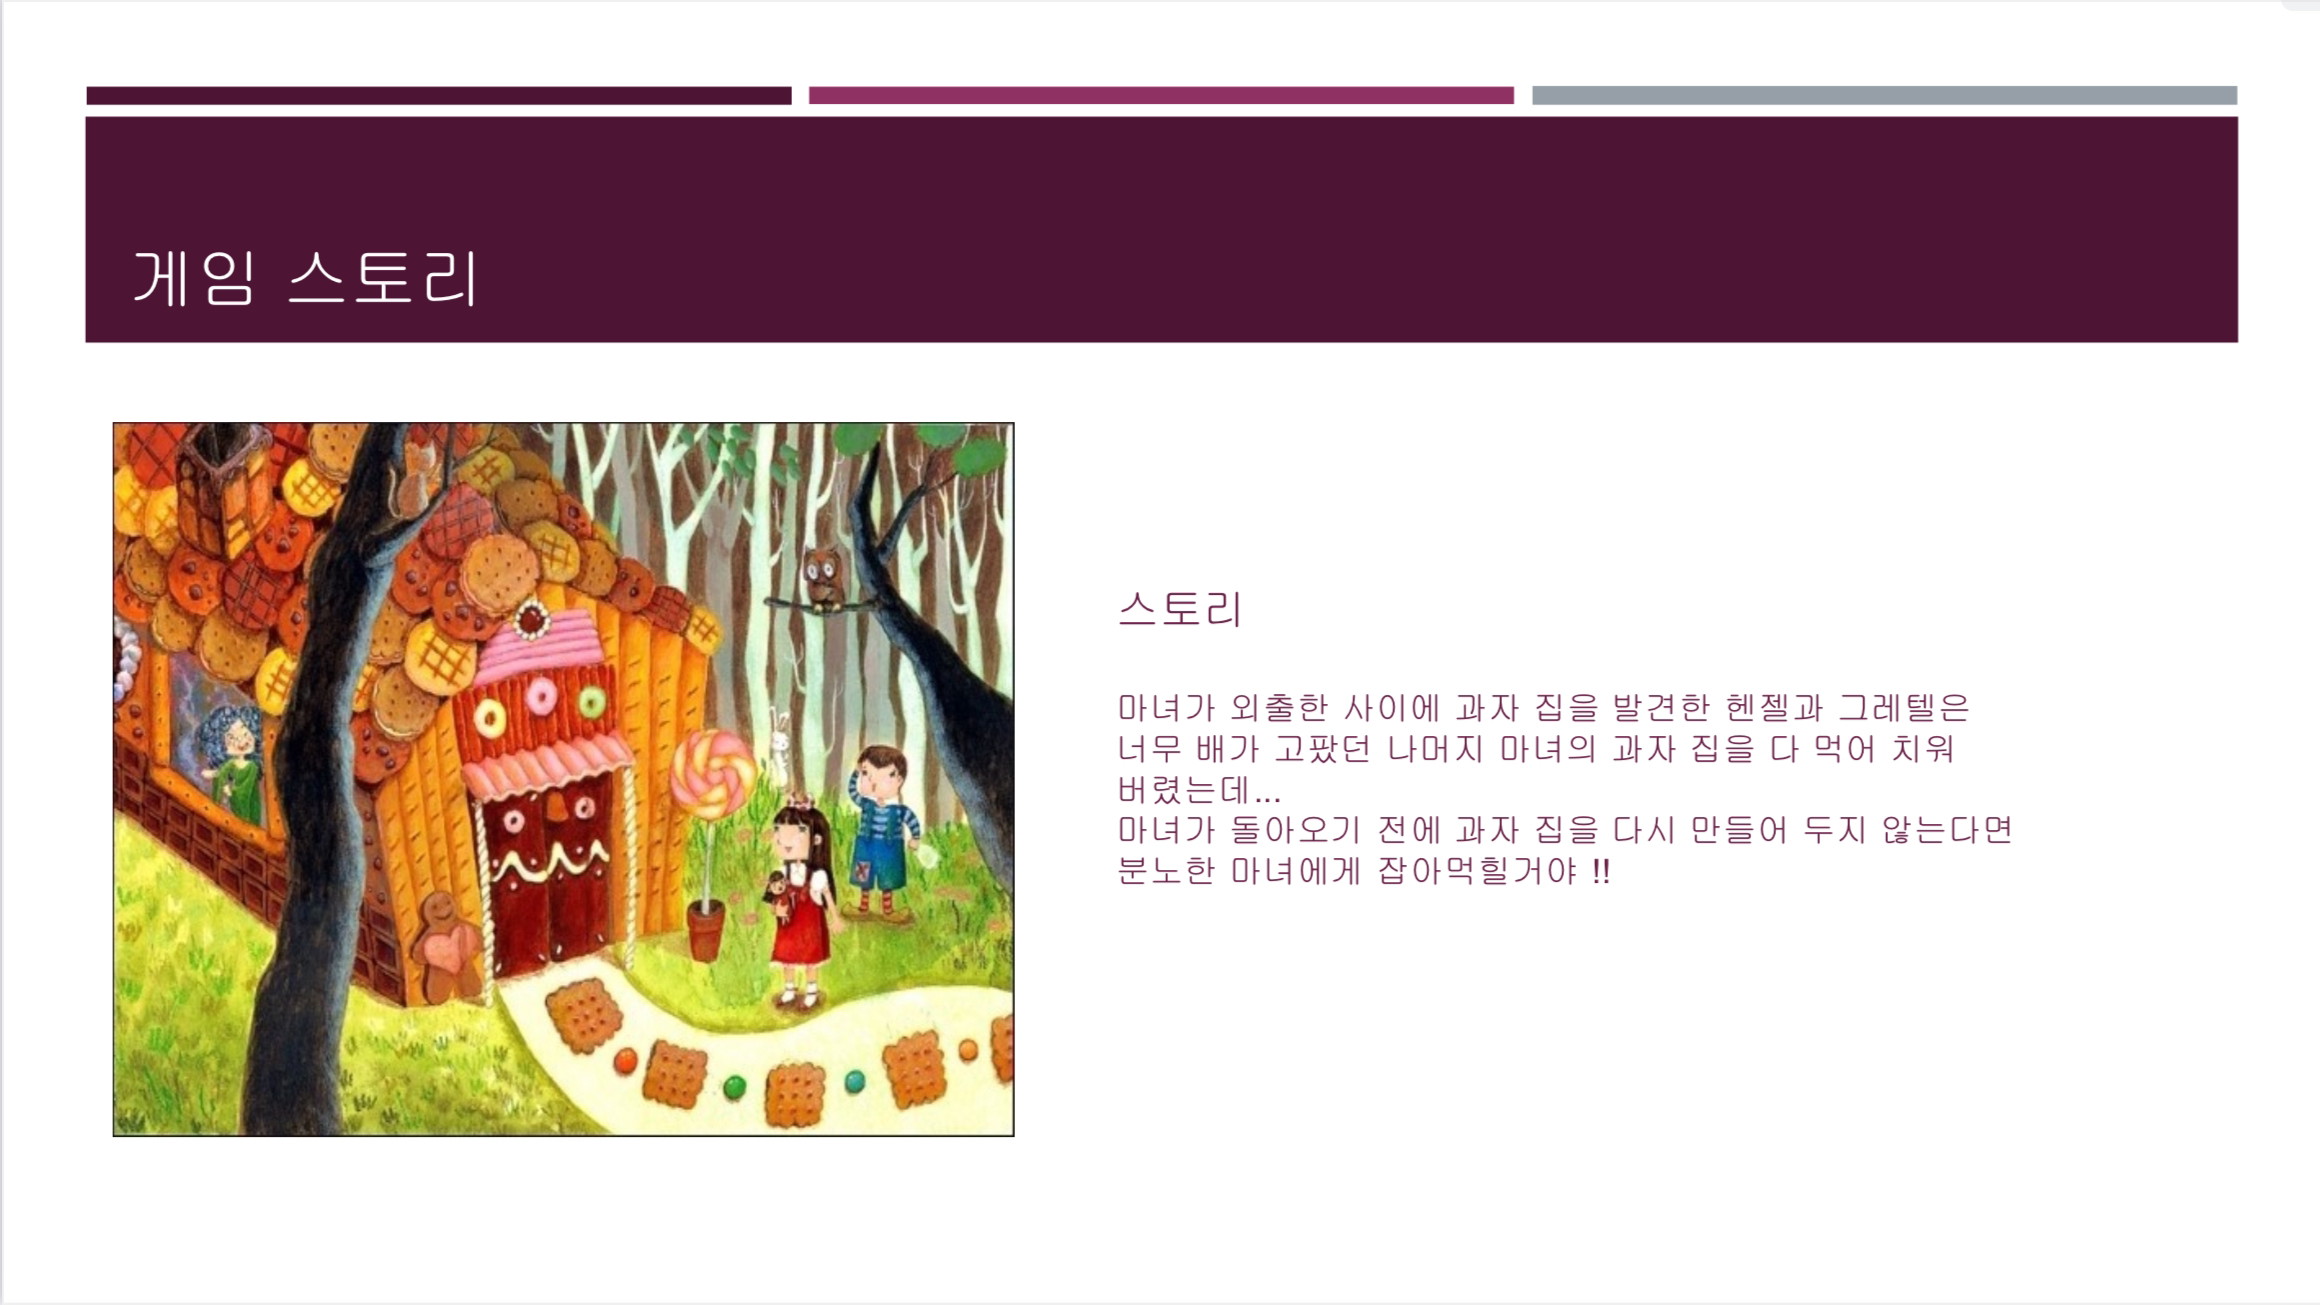 게임 스토리
스토리
마녀가 외출한 사이에 과자 집을 발견한 헨젤과 그레텔은
너무 배가 고팠던 나머지 마녀의 과자 집을 다 먹어 치워
버렸는데...
마녀가 돌아오기 전에 과자 집을 다시 만들어 두지 않는다면
분노한 마녀에게 잡아먹힐거야 !!